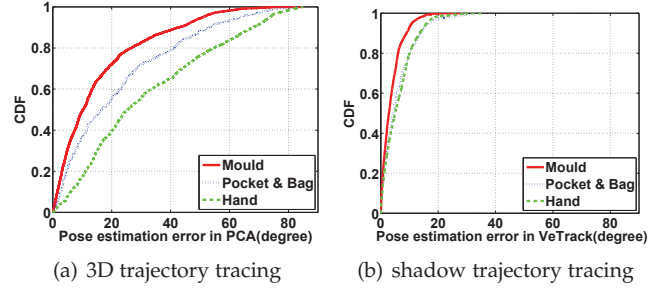 1
0.8
0.6
0.4
0.2
0
CDF
Mould
Pocket & Bag
Hand
0 20 40 60 80
Pose estimation error in PCA(degree)
(a) 3D trajectory tracing
1
0.8
0.6
0.4
0.2
0
CDF
Mould
Pocket & Bag
Hand
0 20 40 60 80
Pose estimation error in VeTrack(degree)
(b) shadow trajectory tracing